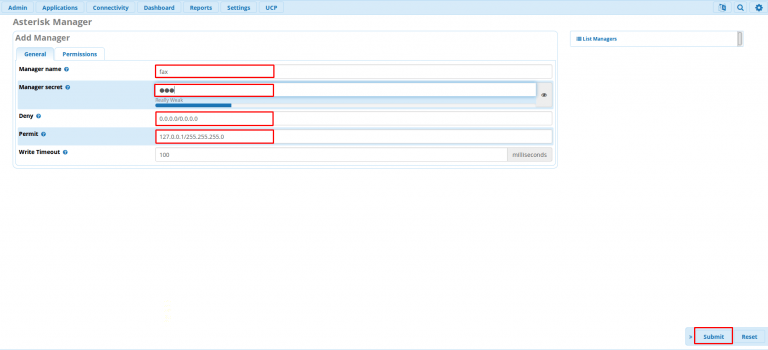 Admin Applications Connectivity Dashboard Reports Settings UCP
Asterisk Manager
Add Manager
List Managers
General Permissions
Manager name
fax
Manager secret
●●●
Really Weak
Deny
0.0.0.0/0.0.0.0
Permit
127.0.0.1/255.255.255.0
Write Timeout
100 milliseconds
» Submit Reset